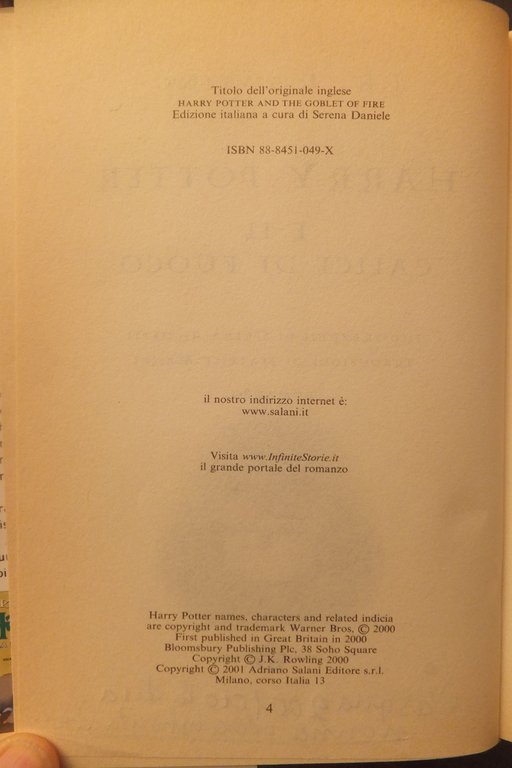 Titolo dell'originale inglese
HARRY POTTER AND THE GOBLET OF FIRE
Edizione italiana a cura di Serena Daniele
ISBN 88-8451-049-X
il nostro indirizzo internet è:
www.salani.it
Visita www.InfiniteStorie.it
il grande portale del romanzo
Harry Potter names, characters and related indicia
are copyright and trademark Warner Bros, © 2000
First published in Great Britain in 2000
Bloomsbury Publishing Plc, 38 Soho Square
Copyright © J.K. Rowling 2000
Copyright © 2001 Adriano Salani Editore s.r.l.
Milano, corso Italia 13
4